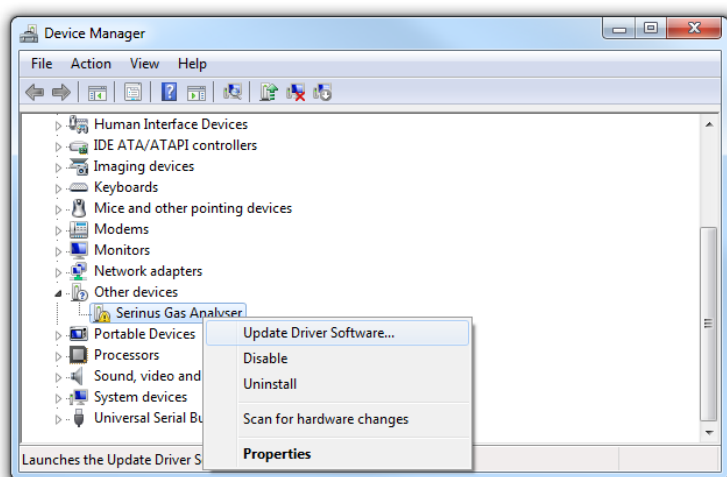 Device Manager
File Action View Help
Human Interface Devices
IDE ATA/ATAPI controllers
Imaging devices
Keyboards
Mice and other pointing devices
Modems
Monitors
Network adapters
Other devices
Serinus Gas Analyser
Portable Devices
Update Driver Software...
Processors
Disable
Sound, video and
Uninstall
System devices
Universal Serial Bu
Scan for hardware changes
Properties
Launches the Update Driver S